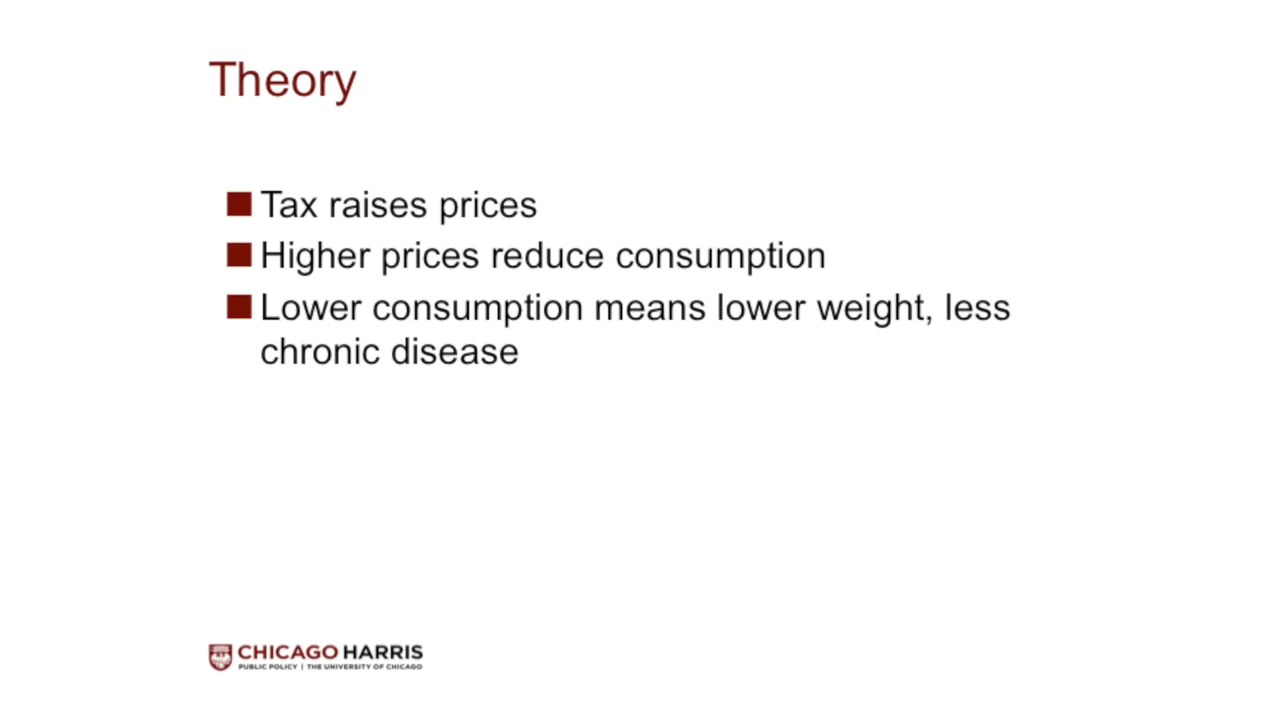 Theory
Tax raises prices
Higher prices reduce consumption
Lower consumption means lower weight, less
chronic disease
CHICAGO HARRIS
PUBLIC POLICY | THE UNIVERSITY OF CHICAGO